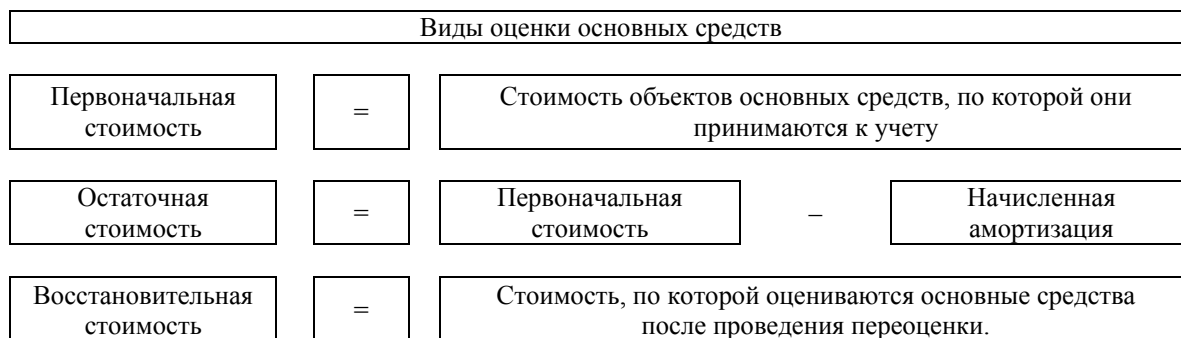 Виды оценки основных средств
Первоначальная
стоимость
=
Стоимость объектов основных средств, по которой они
принимаются к учету
Остаточная
стоимость
=
Первоначальная
стоимость
–
Начисленная
амортизация
Восстановительная
стоимость
=
Стоимость, по которой оцениваются основные средства
после проведения переоценки.